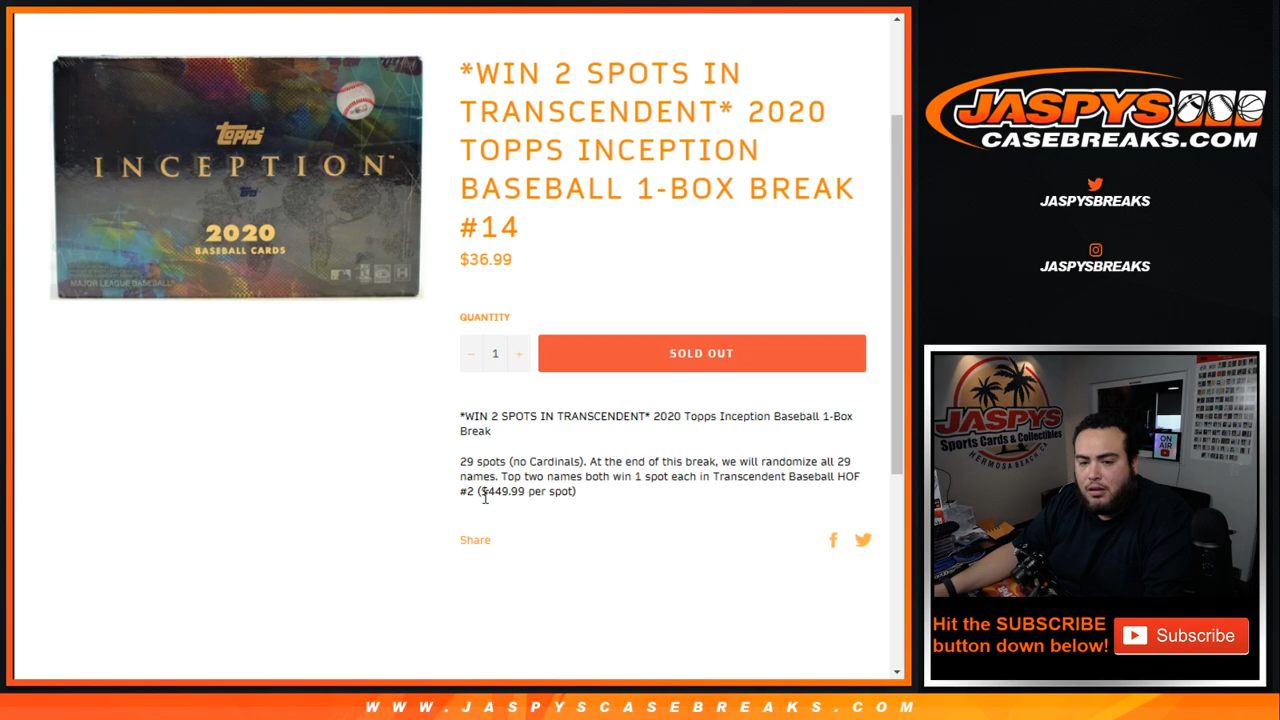 topps
INCEPTION
2020
BASEBALL CARDS
MAJOR LEAGUE BASEBALL
*WIN 2 SPOTS IN
TRANSCENDENT* 2020
TOPPS INCEPTION
BASEBALL 1-BOX BREAK
#14
$36.99
QUANTITY
− 1 +
SOLD OUT
*WIN 2 SPOTS IN TRANSCENDENT* 2020 Topps Inception Baseball 1-Box
Break
29 spots (no Cardinals). At the end of this break, we will randomize all 29
names. Top two names both win 1 spot each in Transcendent Baseball HOF
#2 ($449.99 per spot)
Share
JASPYS
CASEBREAKS.COM
JASPYSBREAKS
JASPYSBREAKS
JASPYS
Sports Cards & Collectibles
HERMOSA BEACH, CA
ON
AIR
Hit the SUBSCRIBE
button down below!
Subscribe
WWW.JASPYSCASEBREAKS.COM